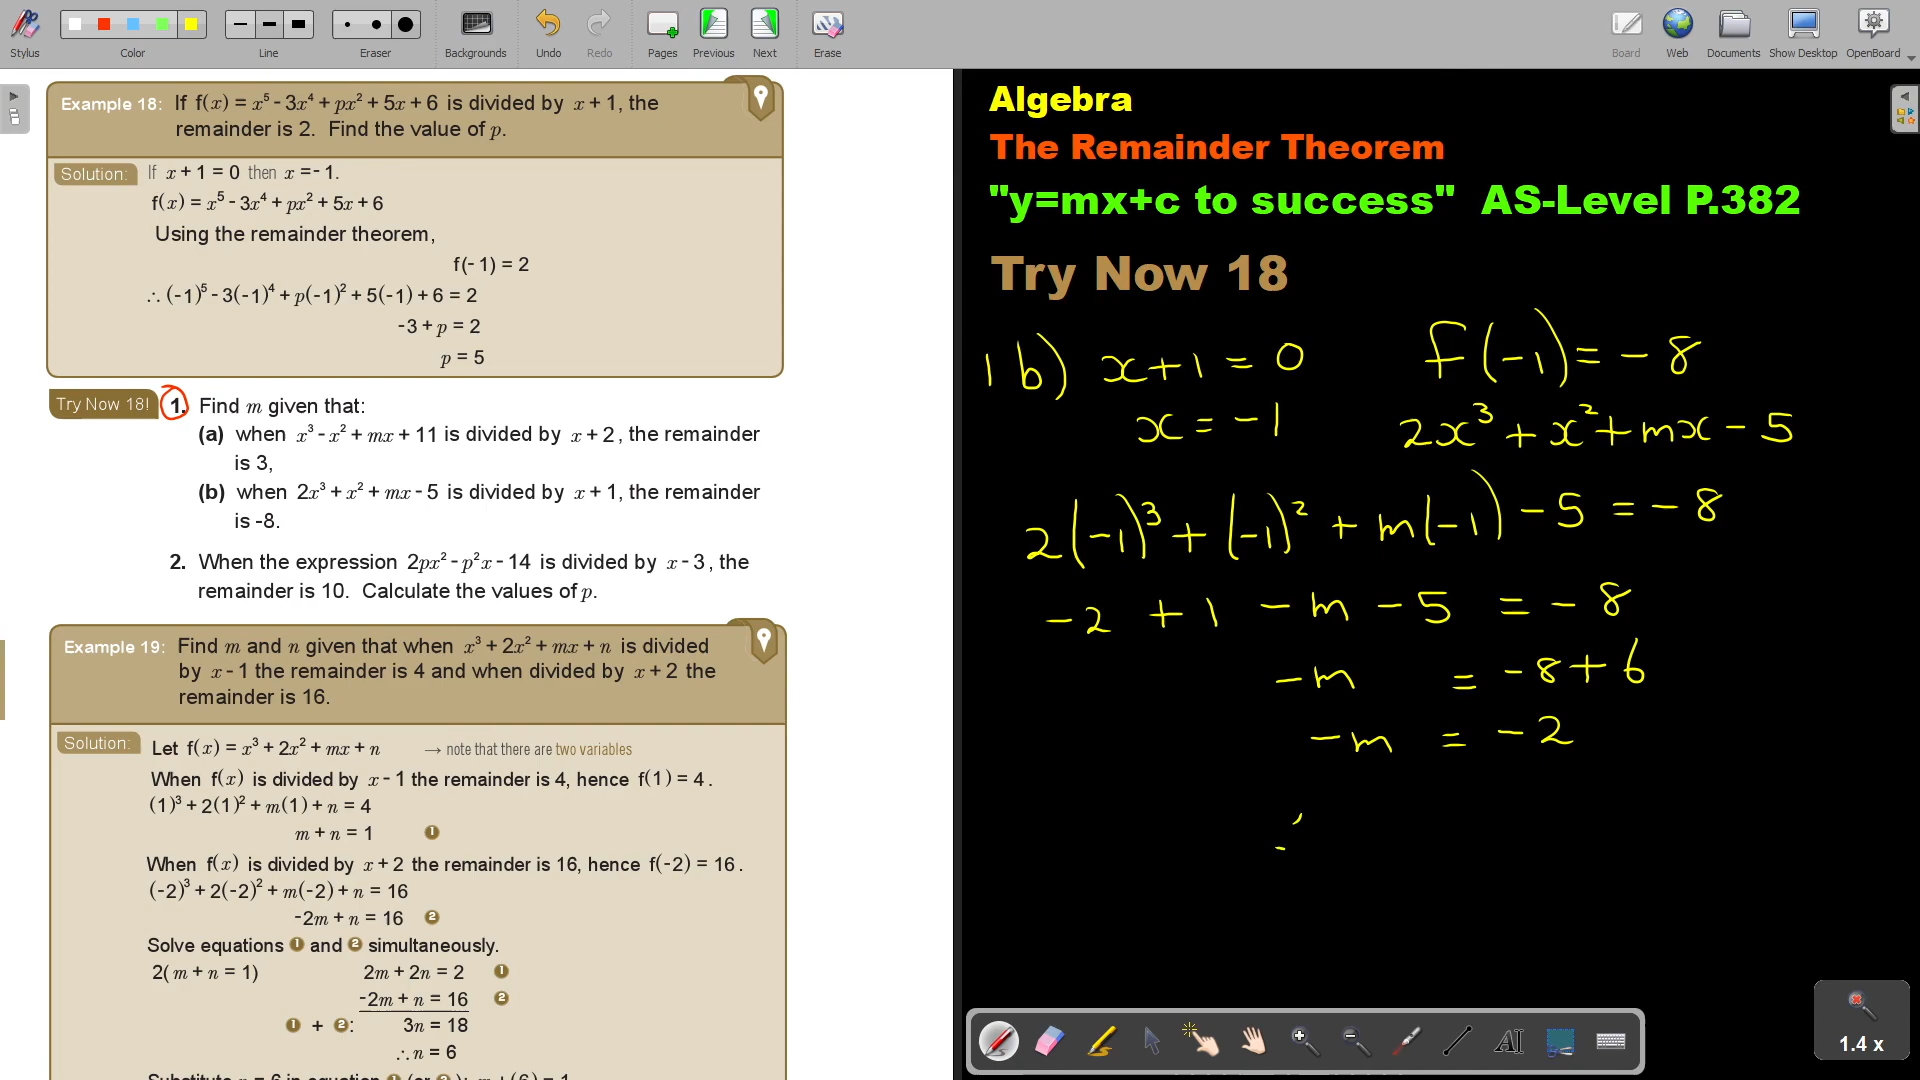 Stylus
Color
Line
Eraser
Backgrounds
Undo
Redo
Pages
Previous
Next
Erase
Board
Web
Documents
Show Desktop
OpenBoard
Example 18: If f(x) = x⁵ - 3x⁴ + px² + 5x + 6 is divided by x + 1, the
remainder is 2. Find the value of p.
Solution: If x + 1 = 0 then x = -1.
f(x) = x⁵ - 3x⁴ + px² + 5x + 6
Using the remainder theorem,
f(-1) = 2
∴ (-1)⁵ - 3(-1)⁴ + p(-1)² + 5(-1) + 6 = 2
-3 + p = 2
p = 5
Try Now 18! 1. Find m given that:
(a) when x³ - x² + mx + 11 is divided by x + 2, the remainder
is 3,
(b) when 2x³ + x² + mx - 5 is divided by x + 1, the remainder
is -8.
2. When the expression 2px² - p²x - 14 is divided by x - 3, the
remainder is 10. Calculate the values of p.
Example 19: Find m and n given that when x³ + 2x² + mx + n is divided
by x - 1 the remainder is 4 and when divided by x + 2 the
remainder is 16.
Solution: Let f(x) = x³ + 2x² + mx + n → note that there are two variables
When f(x) is divided by x - 1 the remainder is 4, hence f(1) = 4.
(1)³ + 2(1)² + m(1) + n = 4
m + n = 1 ❶
When f(x) is divided by x + 2 the remainder is 16, hence f(-2) = 16.
(-2)³ + 2(-2)² + m(-2) + n = 16
-2m + n = 16 ❷
Solve equations ❶ and ❷ simultaneously.
2( m + n = 1) 2m + 2n = 2 ❶
-2m + n = 16 ❷
❶ + ❷: 3n = 18
∴ n = 6
Substitute n = 6 in equation ❶ (or ❷): m + (6) = 1
Algebra
The Remainder Theorem
"y=mx+c to success" AS-Level P.382
Try Now 18
1 b) x + 1 = 0 f(-1) = -8
x = -1 2x³ + x² + mx - 5
2(-1)³ + (-1)² + m(-1) - 5 = -8
-2 + 1 - m - 5 = -8
-m = -8 + 6
-m = -2
AI
1.4 x